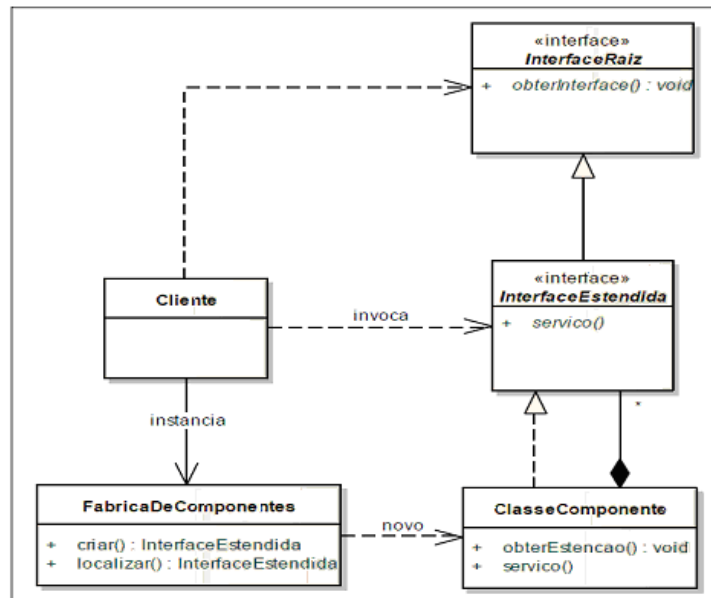 «interface»
InterfaceRaiz
+ obterInterface() : void
«interface»
InterfaceEstendida
+ servico()
Cliente
invoca
*
instancia
FabricaDeComponentes
+ criar() : InterfaceEstendida
+ localizar() : InterfaceEstendida
novo
ClasseComponente
+ obterEstencao() : void
+ servico()